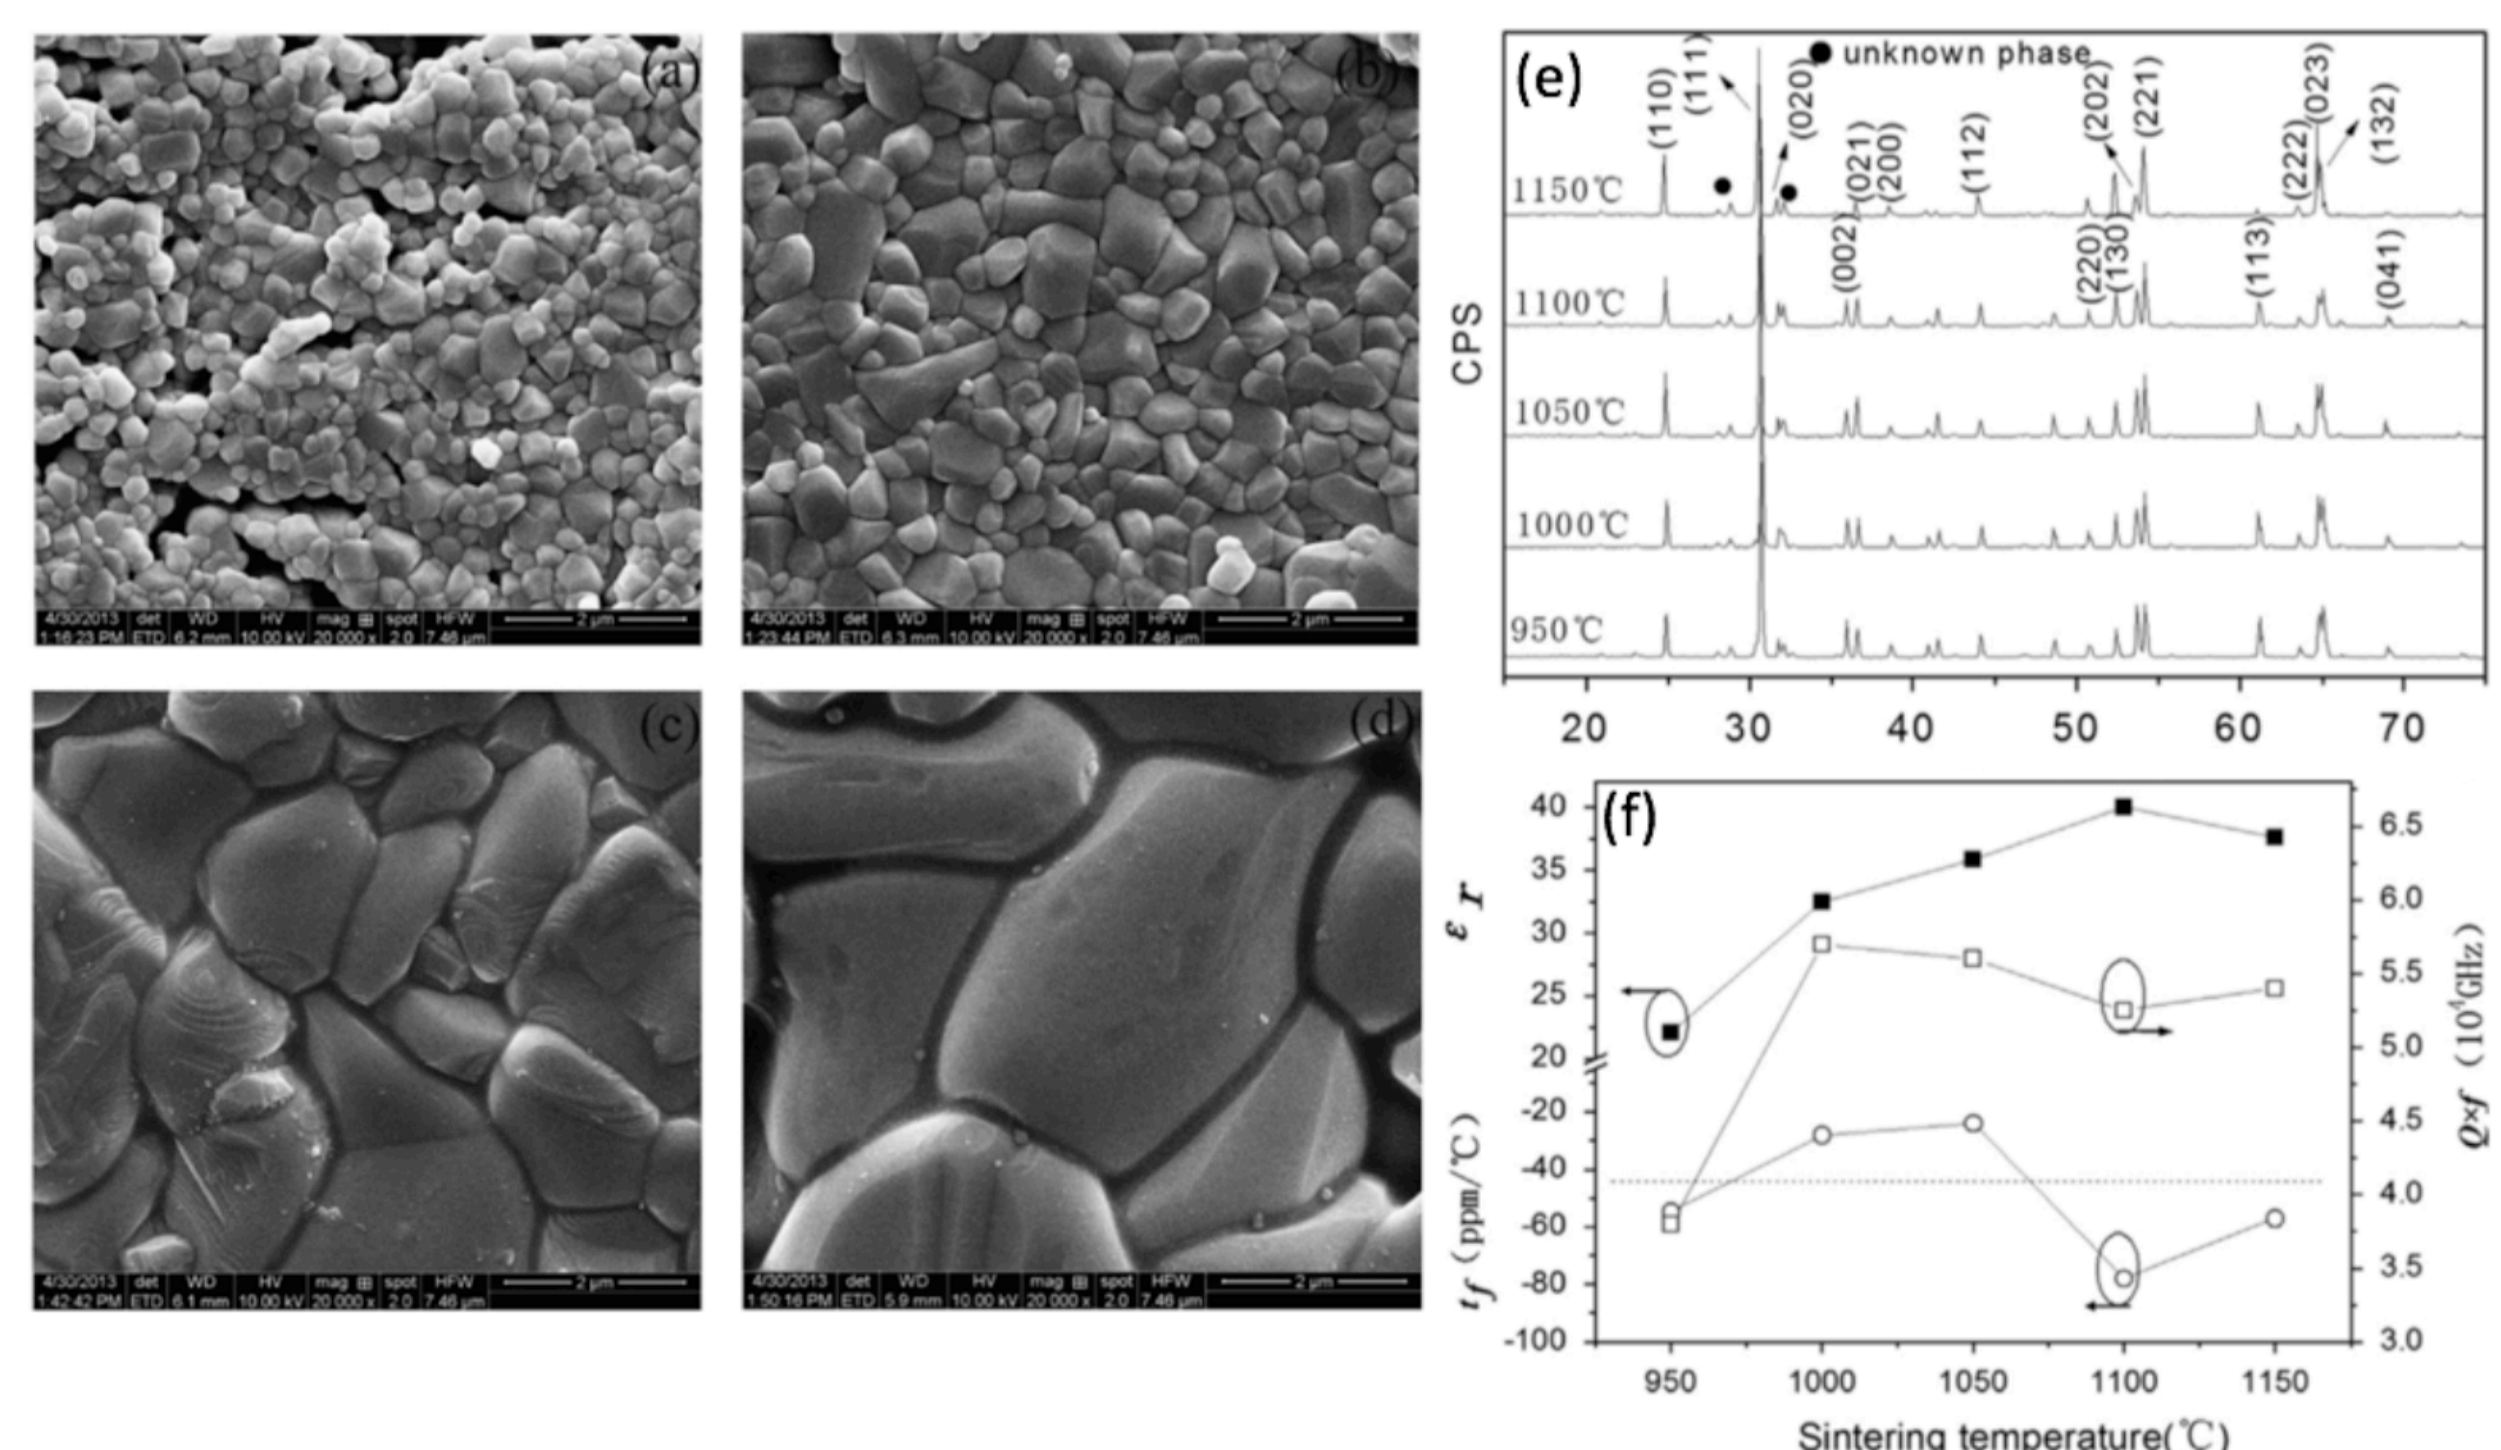 (a)
4/30/2013 det WD HV mag ⊞ spot HFW 2 µm
1:16:23 PM ETD 6.2 mm 10.00 kV 20 000 x 2.0 7.46 µm
(b)
4/30/2013 det WD HV mag ⊞ spot HFW 2 µm
1:23:44 PM ETD 6.3 mm 10.00 kV 20 000 x 2.0 7.46 µm
(c)
4/30/2013 det WD HV mag ⊞ spot HFW 2 µm
1:42:42 PM ETD 6.1 mm 10.00 kV 20 000 x 2.0 7.46 µm
(d)
4/30/2013 det WD HV mag ⊞ spot HFW 2 µm
1:50:16 PM ETD 5.9 mm 10.00 kV 20 000 x 2.0 7.46 µm
(e)
● unknown phase
(110)
(111)
(020)
(021)
(200)
(112)
(202)
(221)
(222)
(023)
(132)
1150℃
(002)
(220)
(130)
(113)
(041)
1100℃
1050℃
1000℃
950℃
CPS
20 30 40 50 60 70
(f)
40
35
30
25
20
-20
-40
-60
-80
-100
εr
τf (ppm/℃)
6.5
6.0
5.5
5.0
4.5
4.0
3.5
3.0
Q×f (10⁴GHz)
950 1000 1050 1100 1150
Sintering temperature(℃)